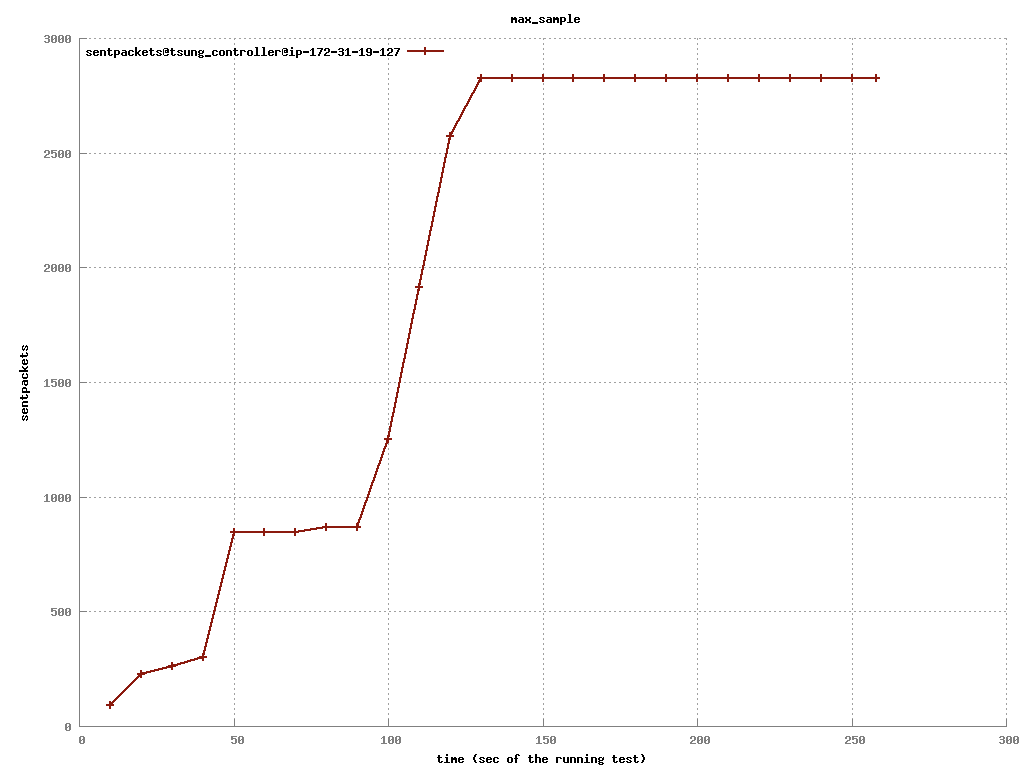 max_sample
sentpackets@tsung_controller@ip-172-31-19-127
3000
2500
2000
1500
1000
500
0
sentpackets
0 50 100 150 200 250 300
time (sec of the running test)